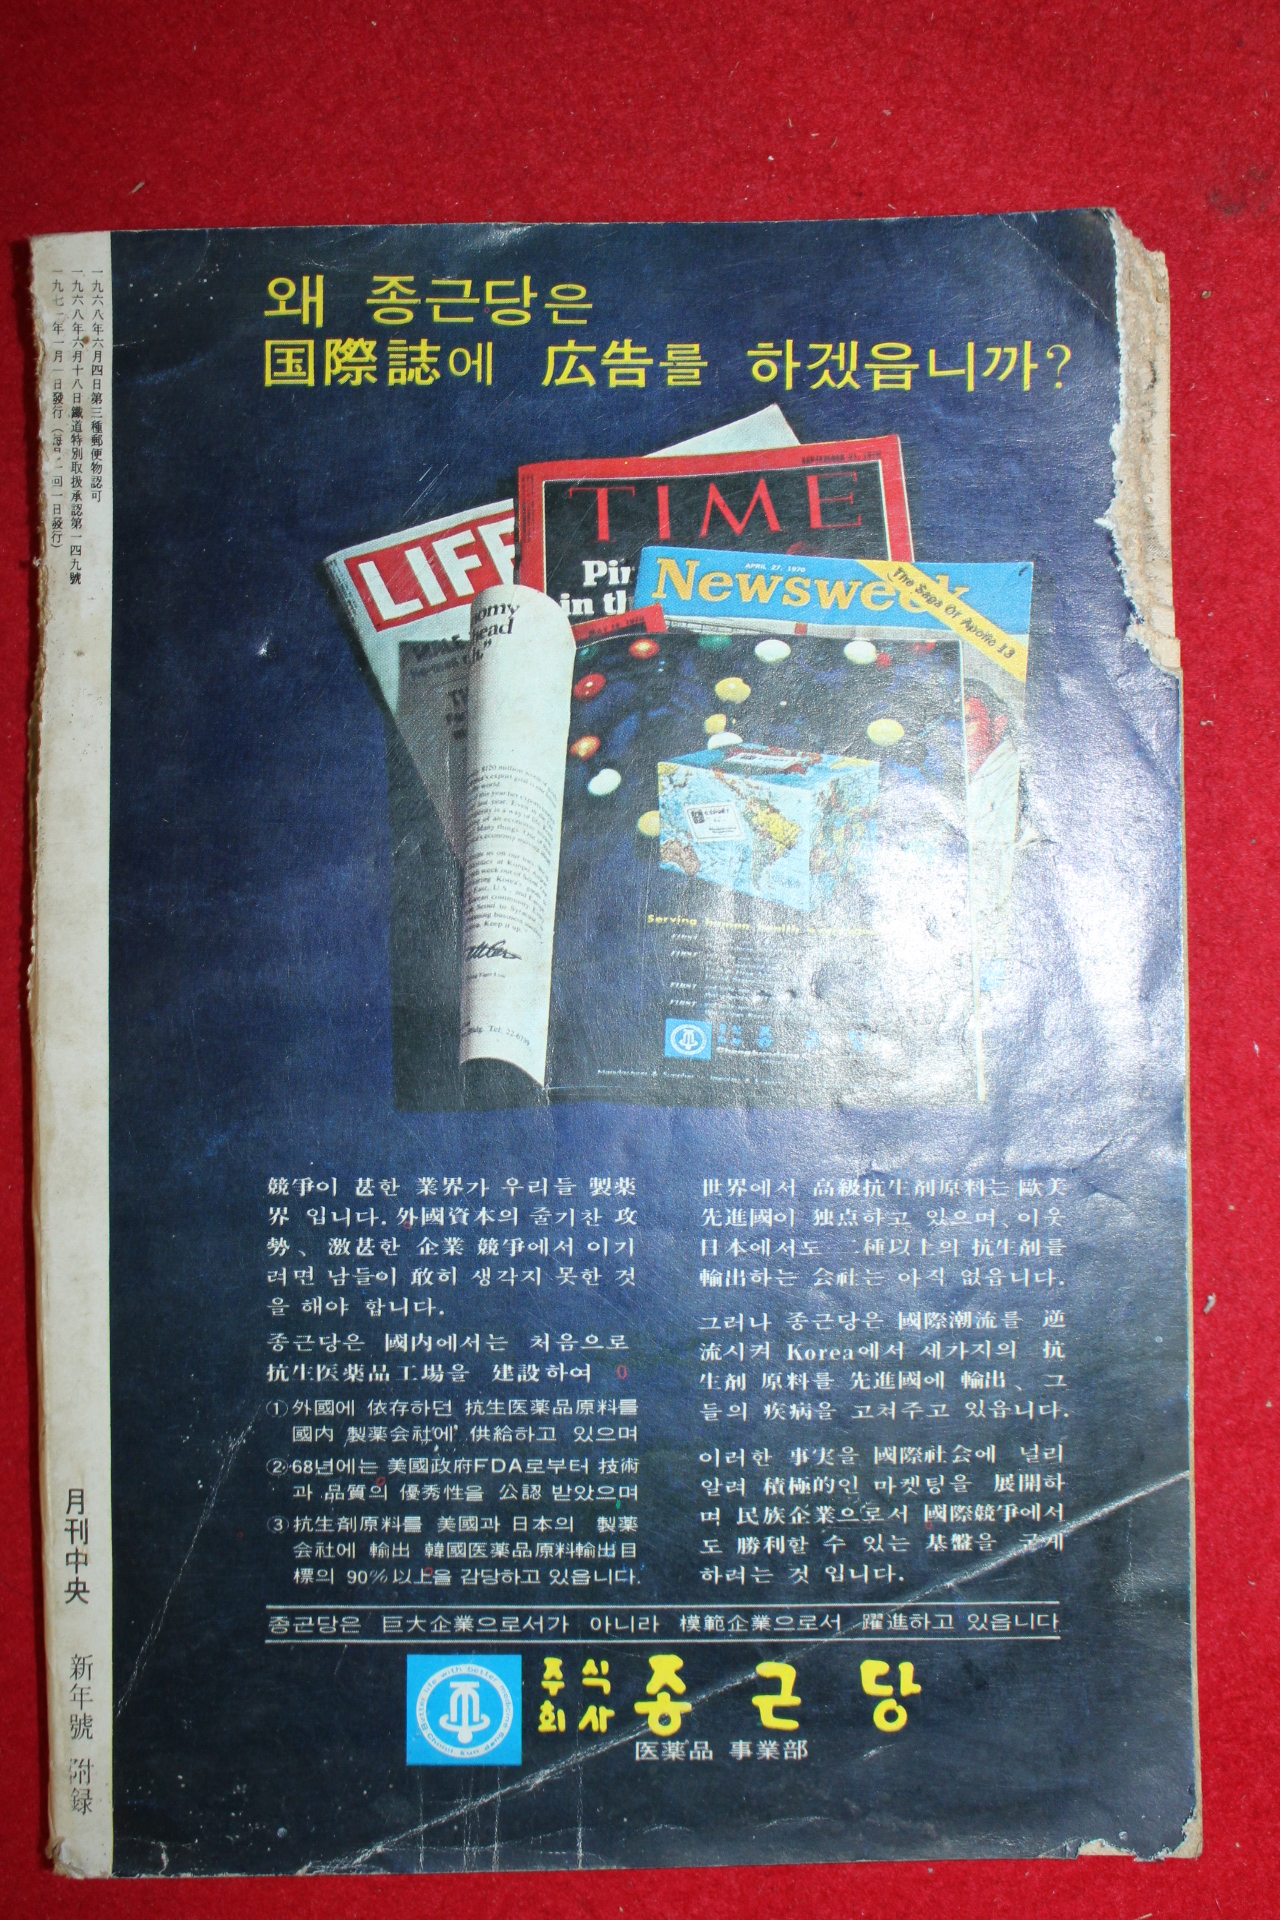 왜 종근당은
国際誌에 広告를 하겠읍니까?
LIFE
TIME
Pin
in th
Newsweek
APRIL 27, 1970
The Saga Of Apollo 13
Serving human health
競争이 甚한 業界가 우리들 製薬
界 입니다. 外國資本의 줄기찬 攻
勢、激甚한 企業 競争에서 이기
려면 남들이 敢히 생각지 못한 것
을 해야 합니다.
종근당은 國内에서는 처음으로
抗生医薬品工場을 建設하여
①外國에 依存하던 抗生医薬品原料를
國内 製薬会社에 供給하고 있으며
②68년에는 美國政府FDA로부터 技術
과 品質의 優秀性을 公認 받았으며
③抗生剤原料를 美國과 日本의 製薬
会社에 輸出 韓國医薬品原料輸出目
標의 90%以上을 감당하고 있읍니다.
世界에서 高級抗生剤原料는 歐美
先進國이 独点하고 있으며、이웃
日本에서도 二種以上의 抗生剤를
輸出하는 会社는 아직 없읍니다.
그러나 종근당은 國際潮流를 逆
流시켜 Korea에서 세가지의 抗
生剤 原料를 先進國에 輸出、그
들의 疾病을 고쳐주고 있읍니다.
이러한 事実을 國際社会에 널리
알려 積極的인 마켓팅을 展開하
며 民族企業으로서 國際競争에서
도 勝利할 수 있는 基盤을 굳게
하려는 것 입니다.
종근당은 巨大企業으로서가 아니라 模範企業으로서 躍進하고 있읍니다
주식
회사 종근당
医薬品 事業部
一九六八年六月四日第三種郵便物認可
一九六八年六月十八日鐵道特別取扱承認第一四九號
一九七一年一月一日發行(每月一回一日發行)
月刊中央 新年號 附録